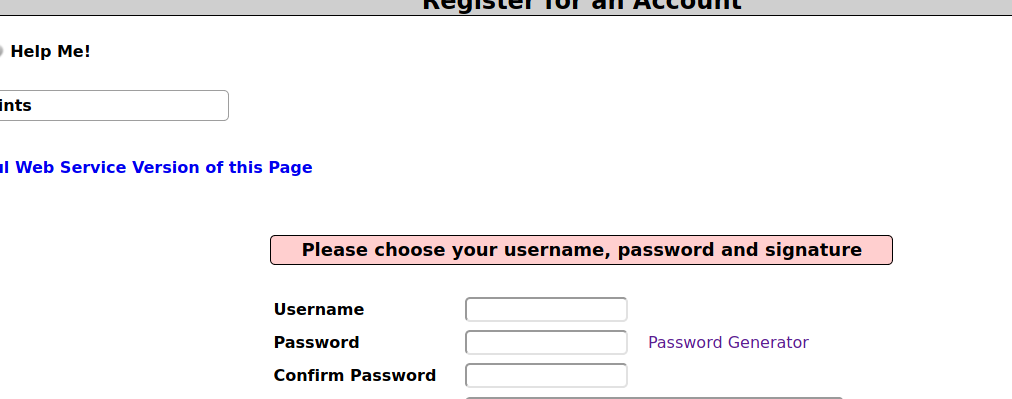 Register for an Account
Help Me!
ints
Web Service Version of this Page
Please choose your username, password and signature
Username
Password
Password Generator
Confirm Password